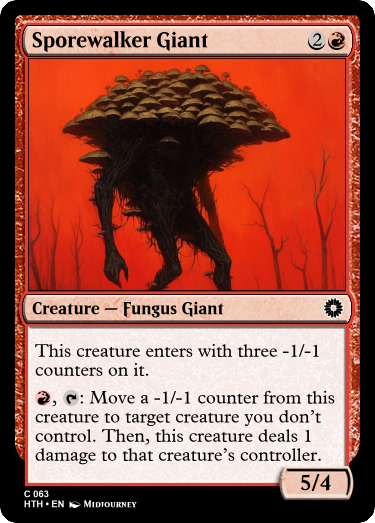 Sporewalker Giant 2
Creature — Fungus Giant
This creature enters with three -1/-1
counters on it.
, : Move a -1/-1 counter from this
creature to target creature you don't
control. Then, this creature deals 1
damage to that creature's controller.
5/4
C 063
HTH • EN Midjourney